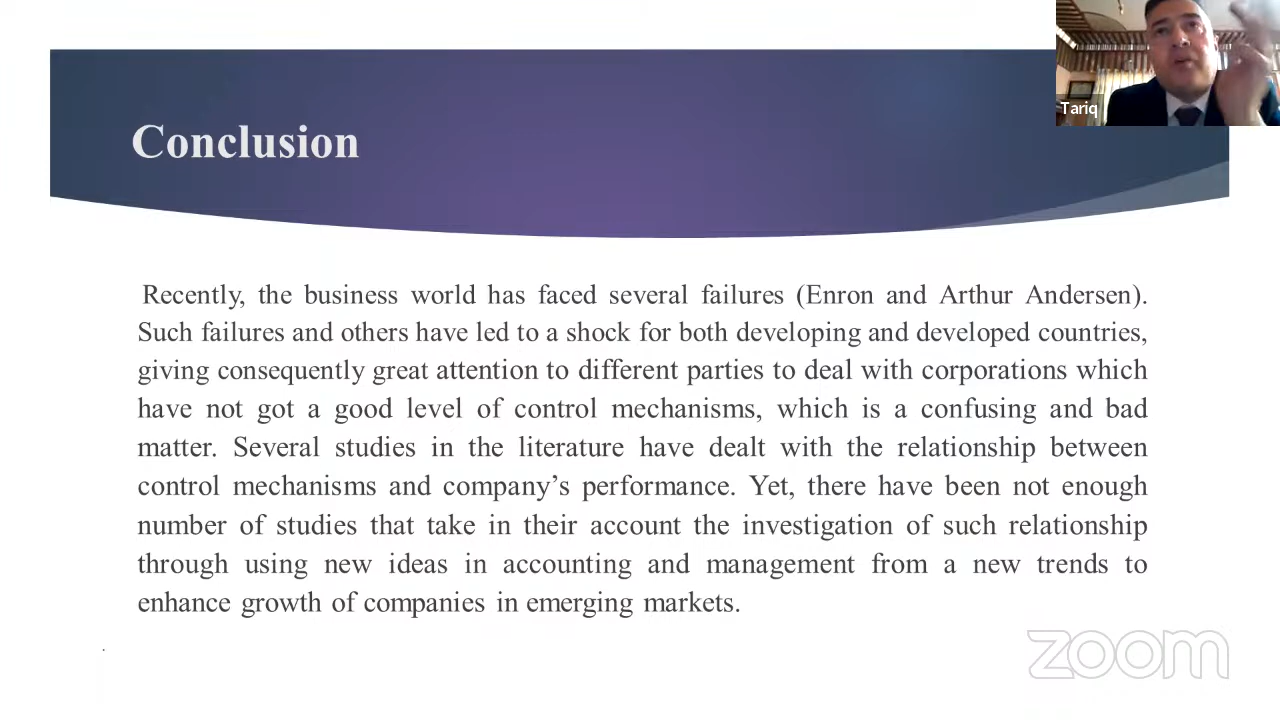 Tariq
Conclusion
Recently, the business world has faced several failures (Enron and Arthur Andersen).
Such failures and others have led to a shock for both developing and developed countries,
giving consequently great attention to different parties to deal with corporations which
have not got a good level of control mechanisms, which is a confusing and bad
matter. Several studies in the literature have dealt with the relationship between
control mechanisms and company’s performance. Yet, there have been not enough
number of studies that take in their account the investigation of such relationship
through using new ideas in accounting and management from a new trends to
enhance growth of companies in emerging markets.
.
zoom